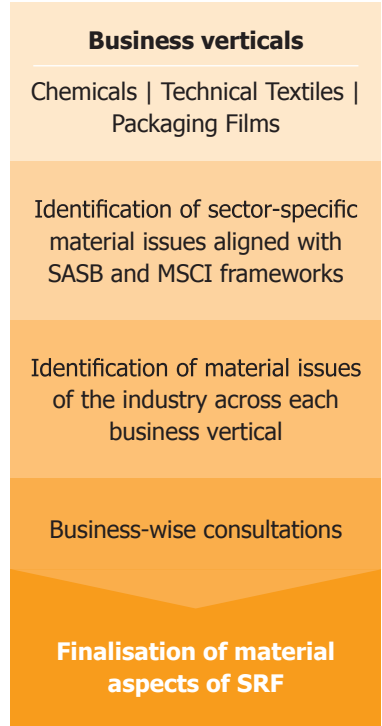 Business verticals
Chemicals | Technical Textiles |
Packaging Films
Identification of sector-specific
material issues aligned with
SASB and MSCI frameworks
Identification of material issues
of the industry across each
business vertical
Business-wise consultations
Finalisation of material
aspects of SRF